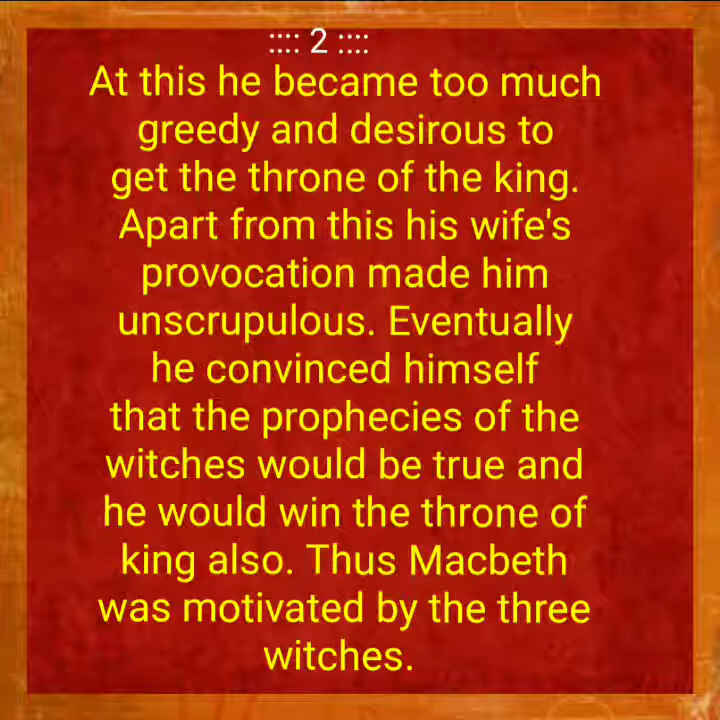 :::: 2 ::::
At this he became too much
greedy and desirous to
get the throne of the king.
Apart from this his wife's
provocation made him
unscrupulous. Eventually
he convinced himself
that the prophecies of the
witches would be true and
he would win the throne of
king also. Thus Macbeth
was motivated by the three
witches.